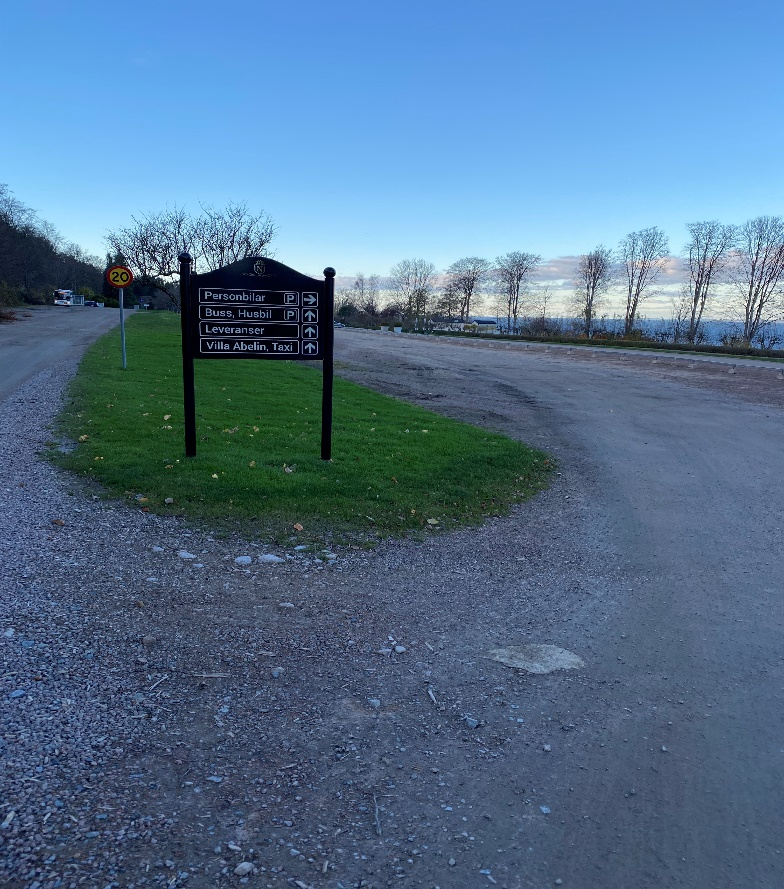 20
Personbilar P →
Buss, Husbil P ↑
Leveranser ↑
Villa Abelin, Taxi ↑